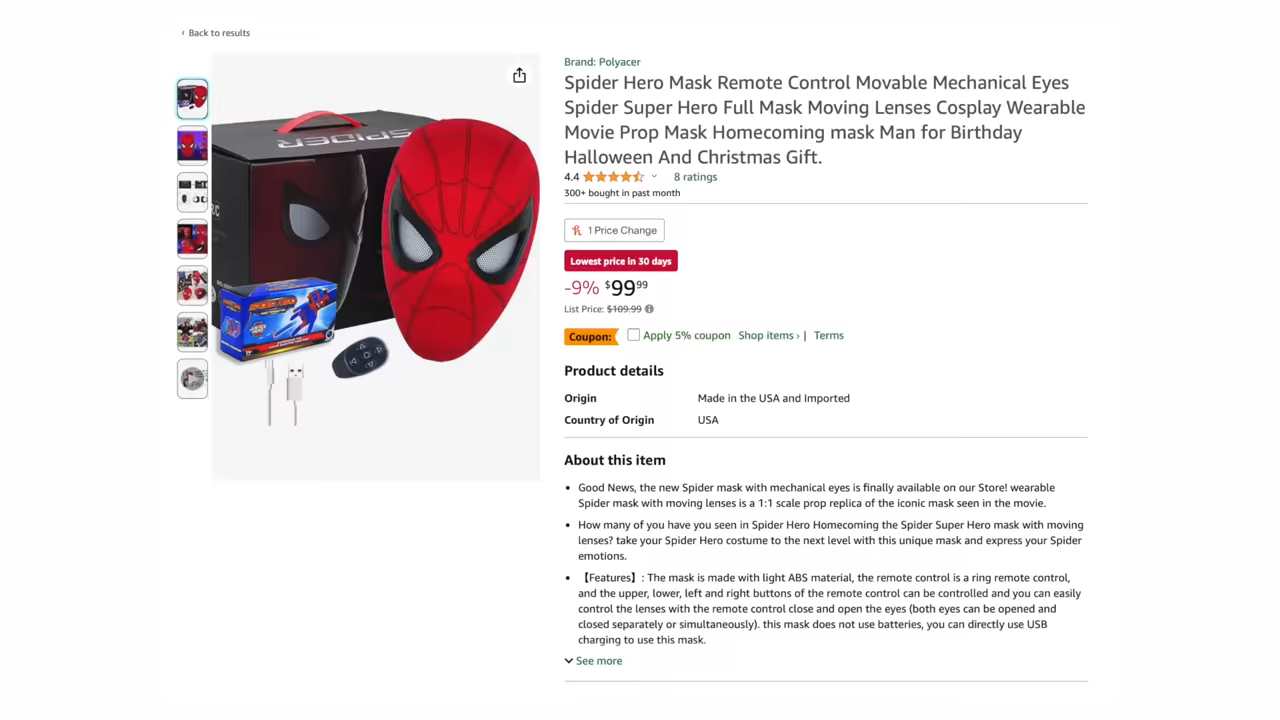 ‹ Back to results
Brand: Polyacer
Spider Hero Mask Remote Control Movable Mechanical Eyes
Spider Super Hero Full Mask Moving Lenses Cosplay Wearable
Movie Prop Mask Homecoming mask Man for Birthday
Halloween And Christmas Gift.
4.4
8 ratings
300+ bought in past month
1 Price Change
Lowest price in 30 days
-9% $99 99
List Price: $109.99
Coupon: Apply 5% coupon Shop items › | Terms
Product details
Origin Made in the USA and Imported
Country of Origin USA
About this item
• Good News, the new Spider mask with mechanical eyes is finally available on our Store! wearable
Spider mask with moving lenses is a 1:1 scale prop replica of the iconic mask seen in the movie.
• How many of you have you seen in Spider Hero Homecoming the Spider Super Hero mask with moving
lenses? take your Spider Hero costume to the next level with this unique mask and express your Spider
emotions.
• 【Features】: The mask is made with light ABS material, the remote control is a ring remote control,
and the upper, lower, left and right buttons of the remote control can be controlled and you can easily
control the lenses with the remote control close and open the eyes (both eyes can be opened and
closed separately or simultaneously). this mask does not use batteries, you can directly use USB
charging to use this mask.
See more
SPIDER
SPIDER HERO